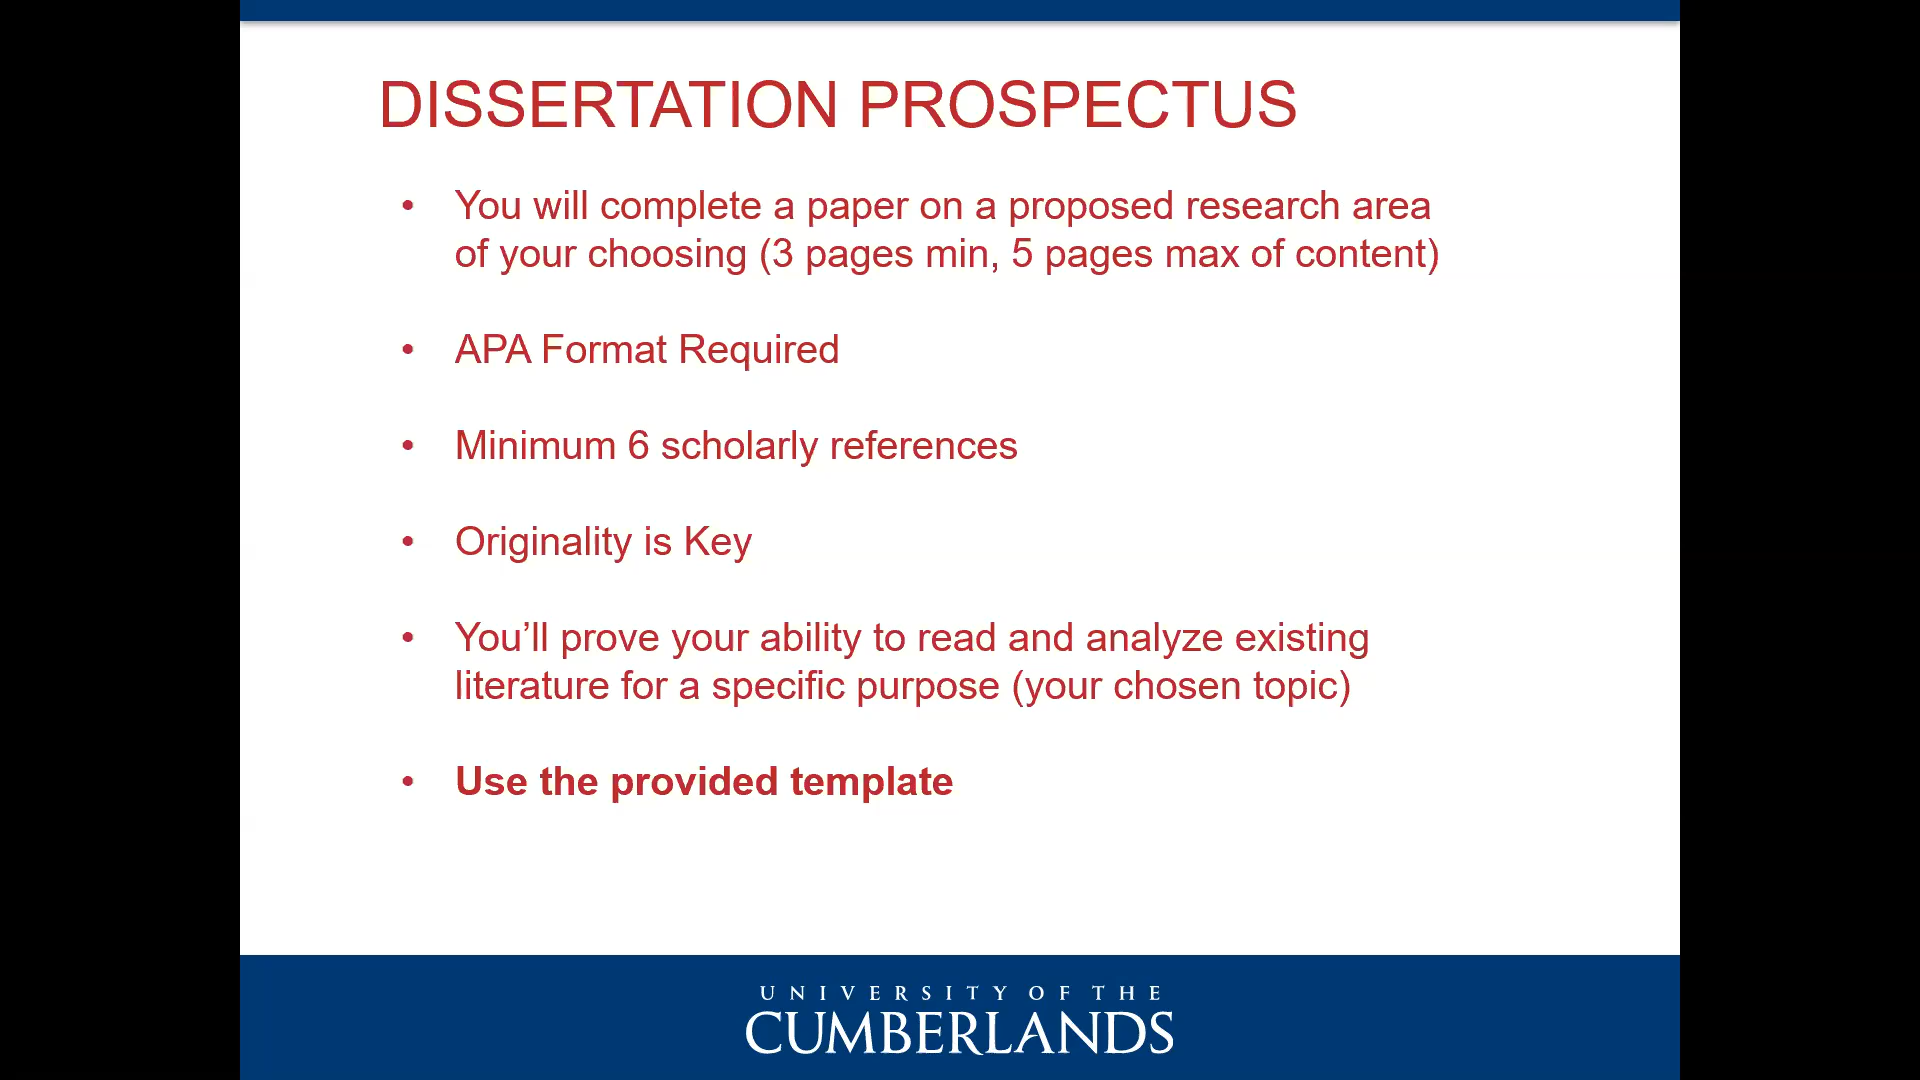 DISSERTATION PROSPECTUS
• You will complete a paper on a proposed research area
of your choosing (3 pages min, 5 pages max of content)
• APA Format Required
• Minimum 6 scholarly references
• Originality is Key
• You’ll prove your ability to read and analyze existing
literature for a specific purpose (your chosen topic)
• Use the provided template
UNIVERSITY OF THE
CUMBERLANDS